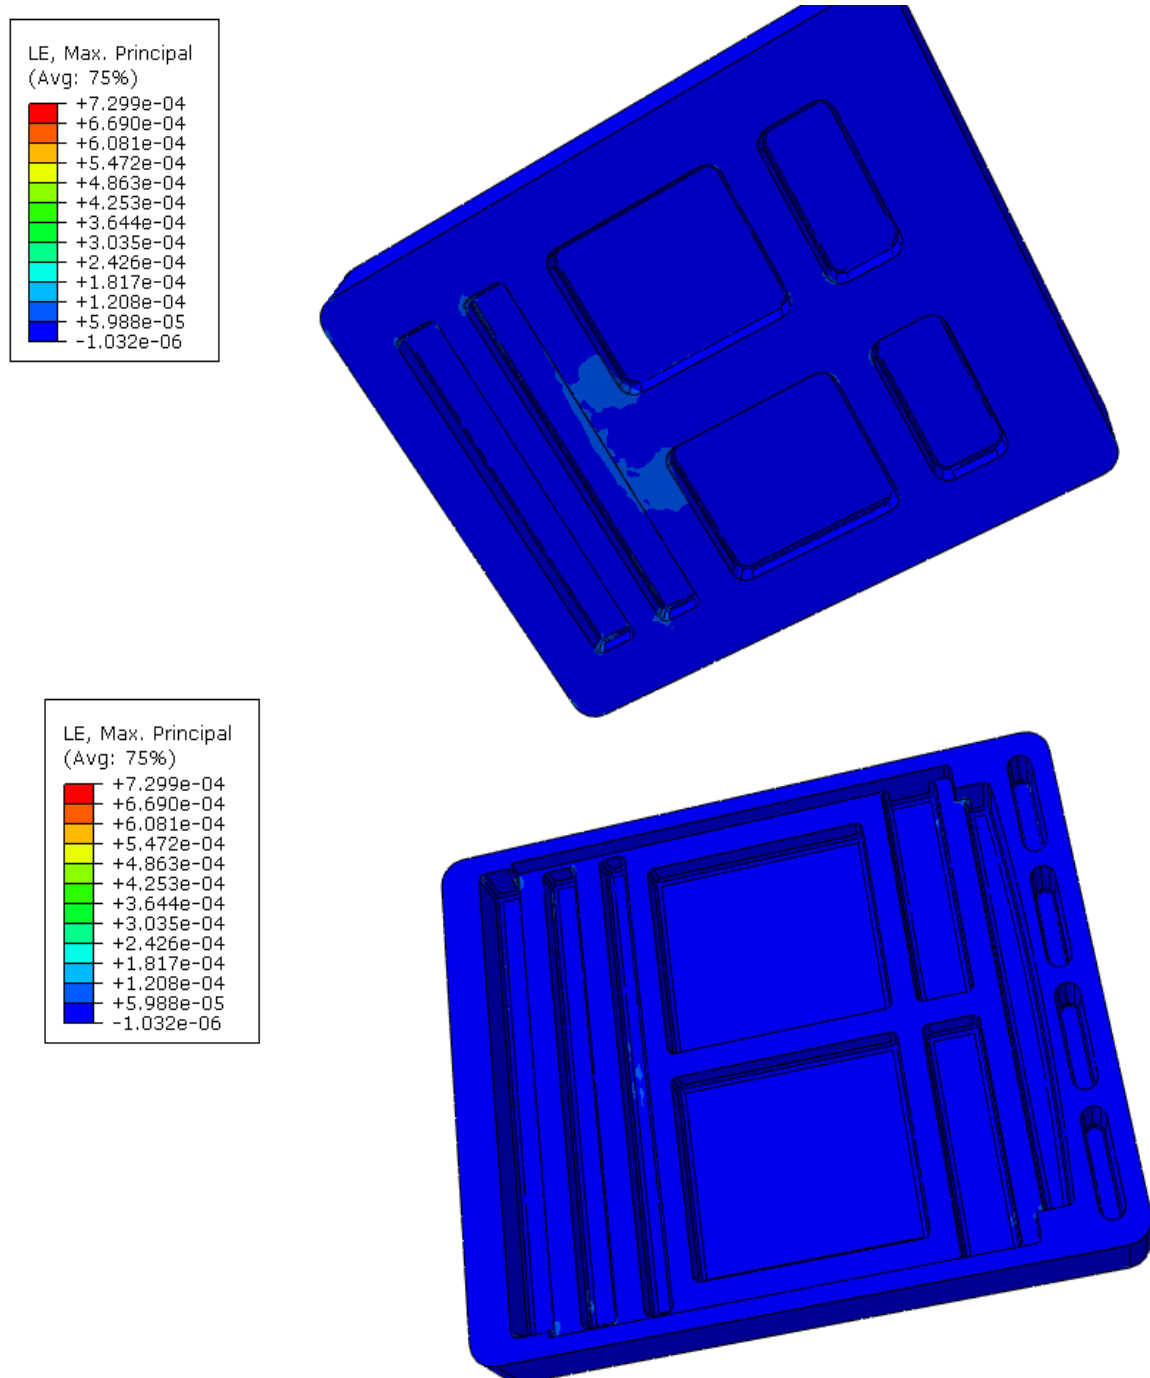 LE, Max. Principal
(Avg: 75%)
+7.299e-04
+6.690e-04
+6.081e-04
+5.472e-04
+4.863e-04
+4.253e-04
+3.644e-04
+3.035e-04
+2.426e-04
+1.817e-04
+1.208e-04
+5.988e-05
-1.032e-06
LE, Max. Principal
(Avg: 75%)
+7.299e-04
+6.690e-04
+6.081e-04
+5.472e-04
+4.863e-04
+4.253e-04
+3.644e-04
+3.035e-04
+2.426e-04
+1.817e-04
+1.208e-04
+5.988e-05
-1.032e-06